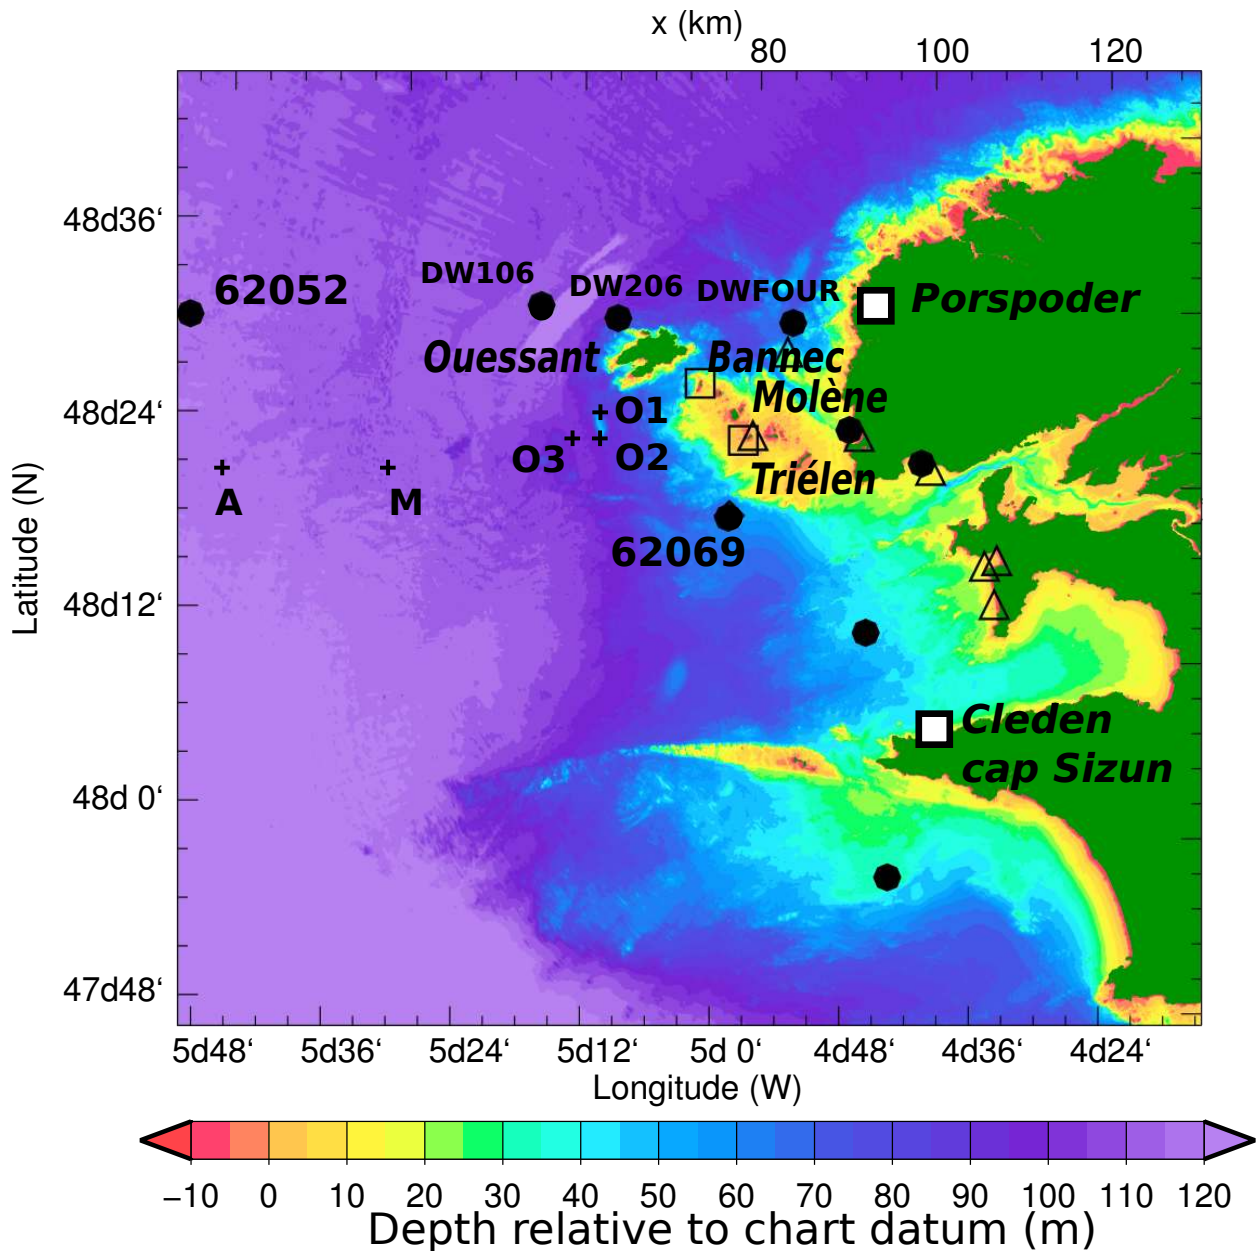 x (km)
80
100
120
48d36‘
48d24‘
48d12‘
48d 0‘
47d48‘
Latitude (N)
62052
DW106
DW206
DWFOUR
Porspoder
Ouessant
Bannec
Molène
O1
O3
O2
Triélen
A
M
62069
Cleden
cap Sizun
5d48‘
5d36‘
5d24‘
5d12‘
5d 0‘
4d48‘
4d36‘
4d24‘
Longitude (W)
−10
0
10
20
30
40
50
60
70
80
90
100
110
120
Depth relative to chart datum (m)